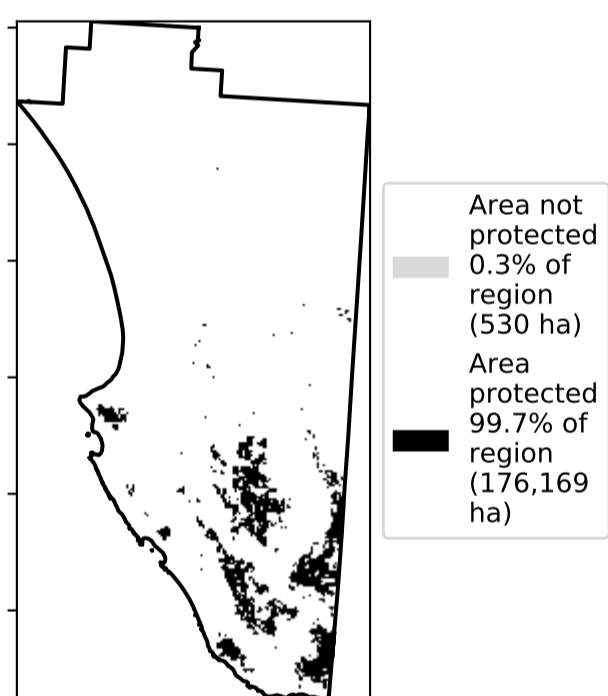 Area not
protected
0.3% of
region
(530 ha)
Area
protected
99.7% of
region
(176,169
ha)